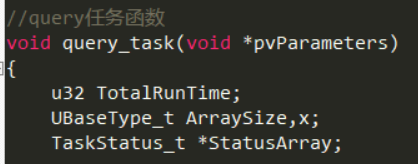 //query任务函数
void query_task(void *pvParameters)
{
u32 TotalRunTime;
UBaseType_t ArraySize,x;
TaskStatus_t *StatusArray;